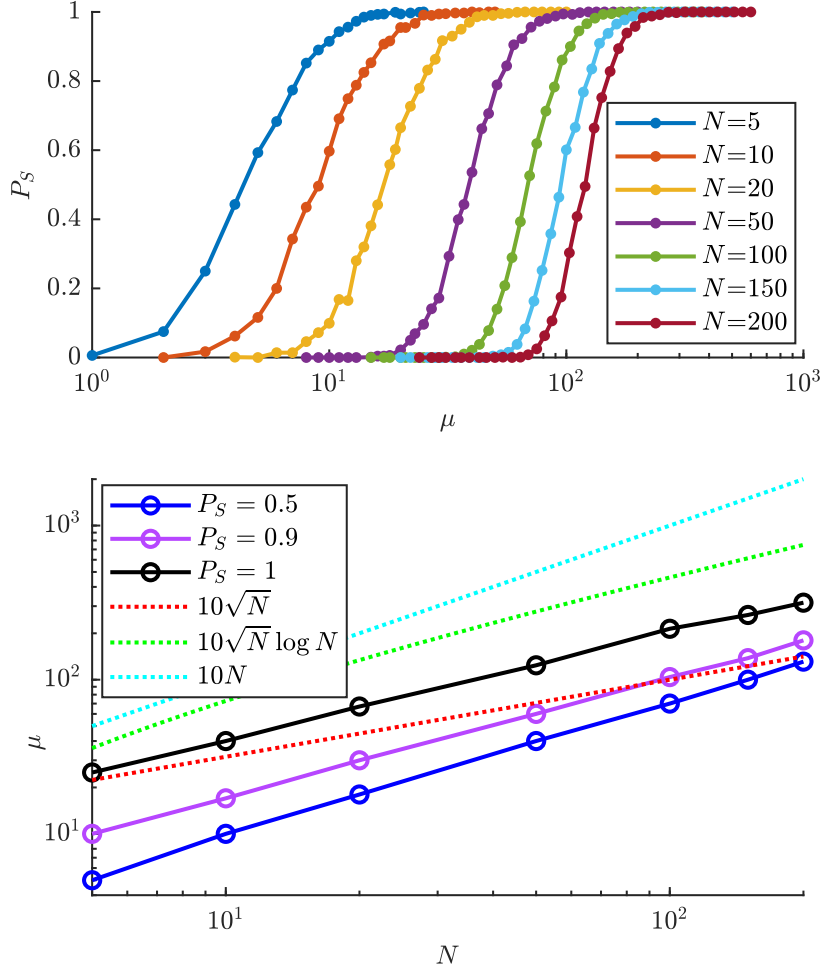 1
0.8
0.6
0.4
0.2
0
P_S
N=5
N=10
N=20
N=50
N=100
N=150
N=200
10^0
10^1
10^2
10^3
μ
P_S = 0.5
P_S = 0.9
P_S = 1
10√N
10√N log N
10N
10^3
10^2
10^1
μ
10^1
10^2
N